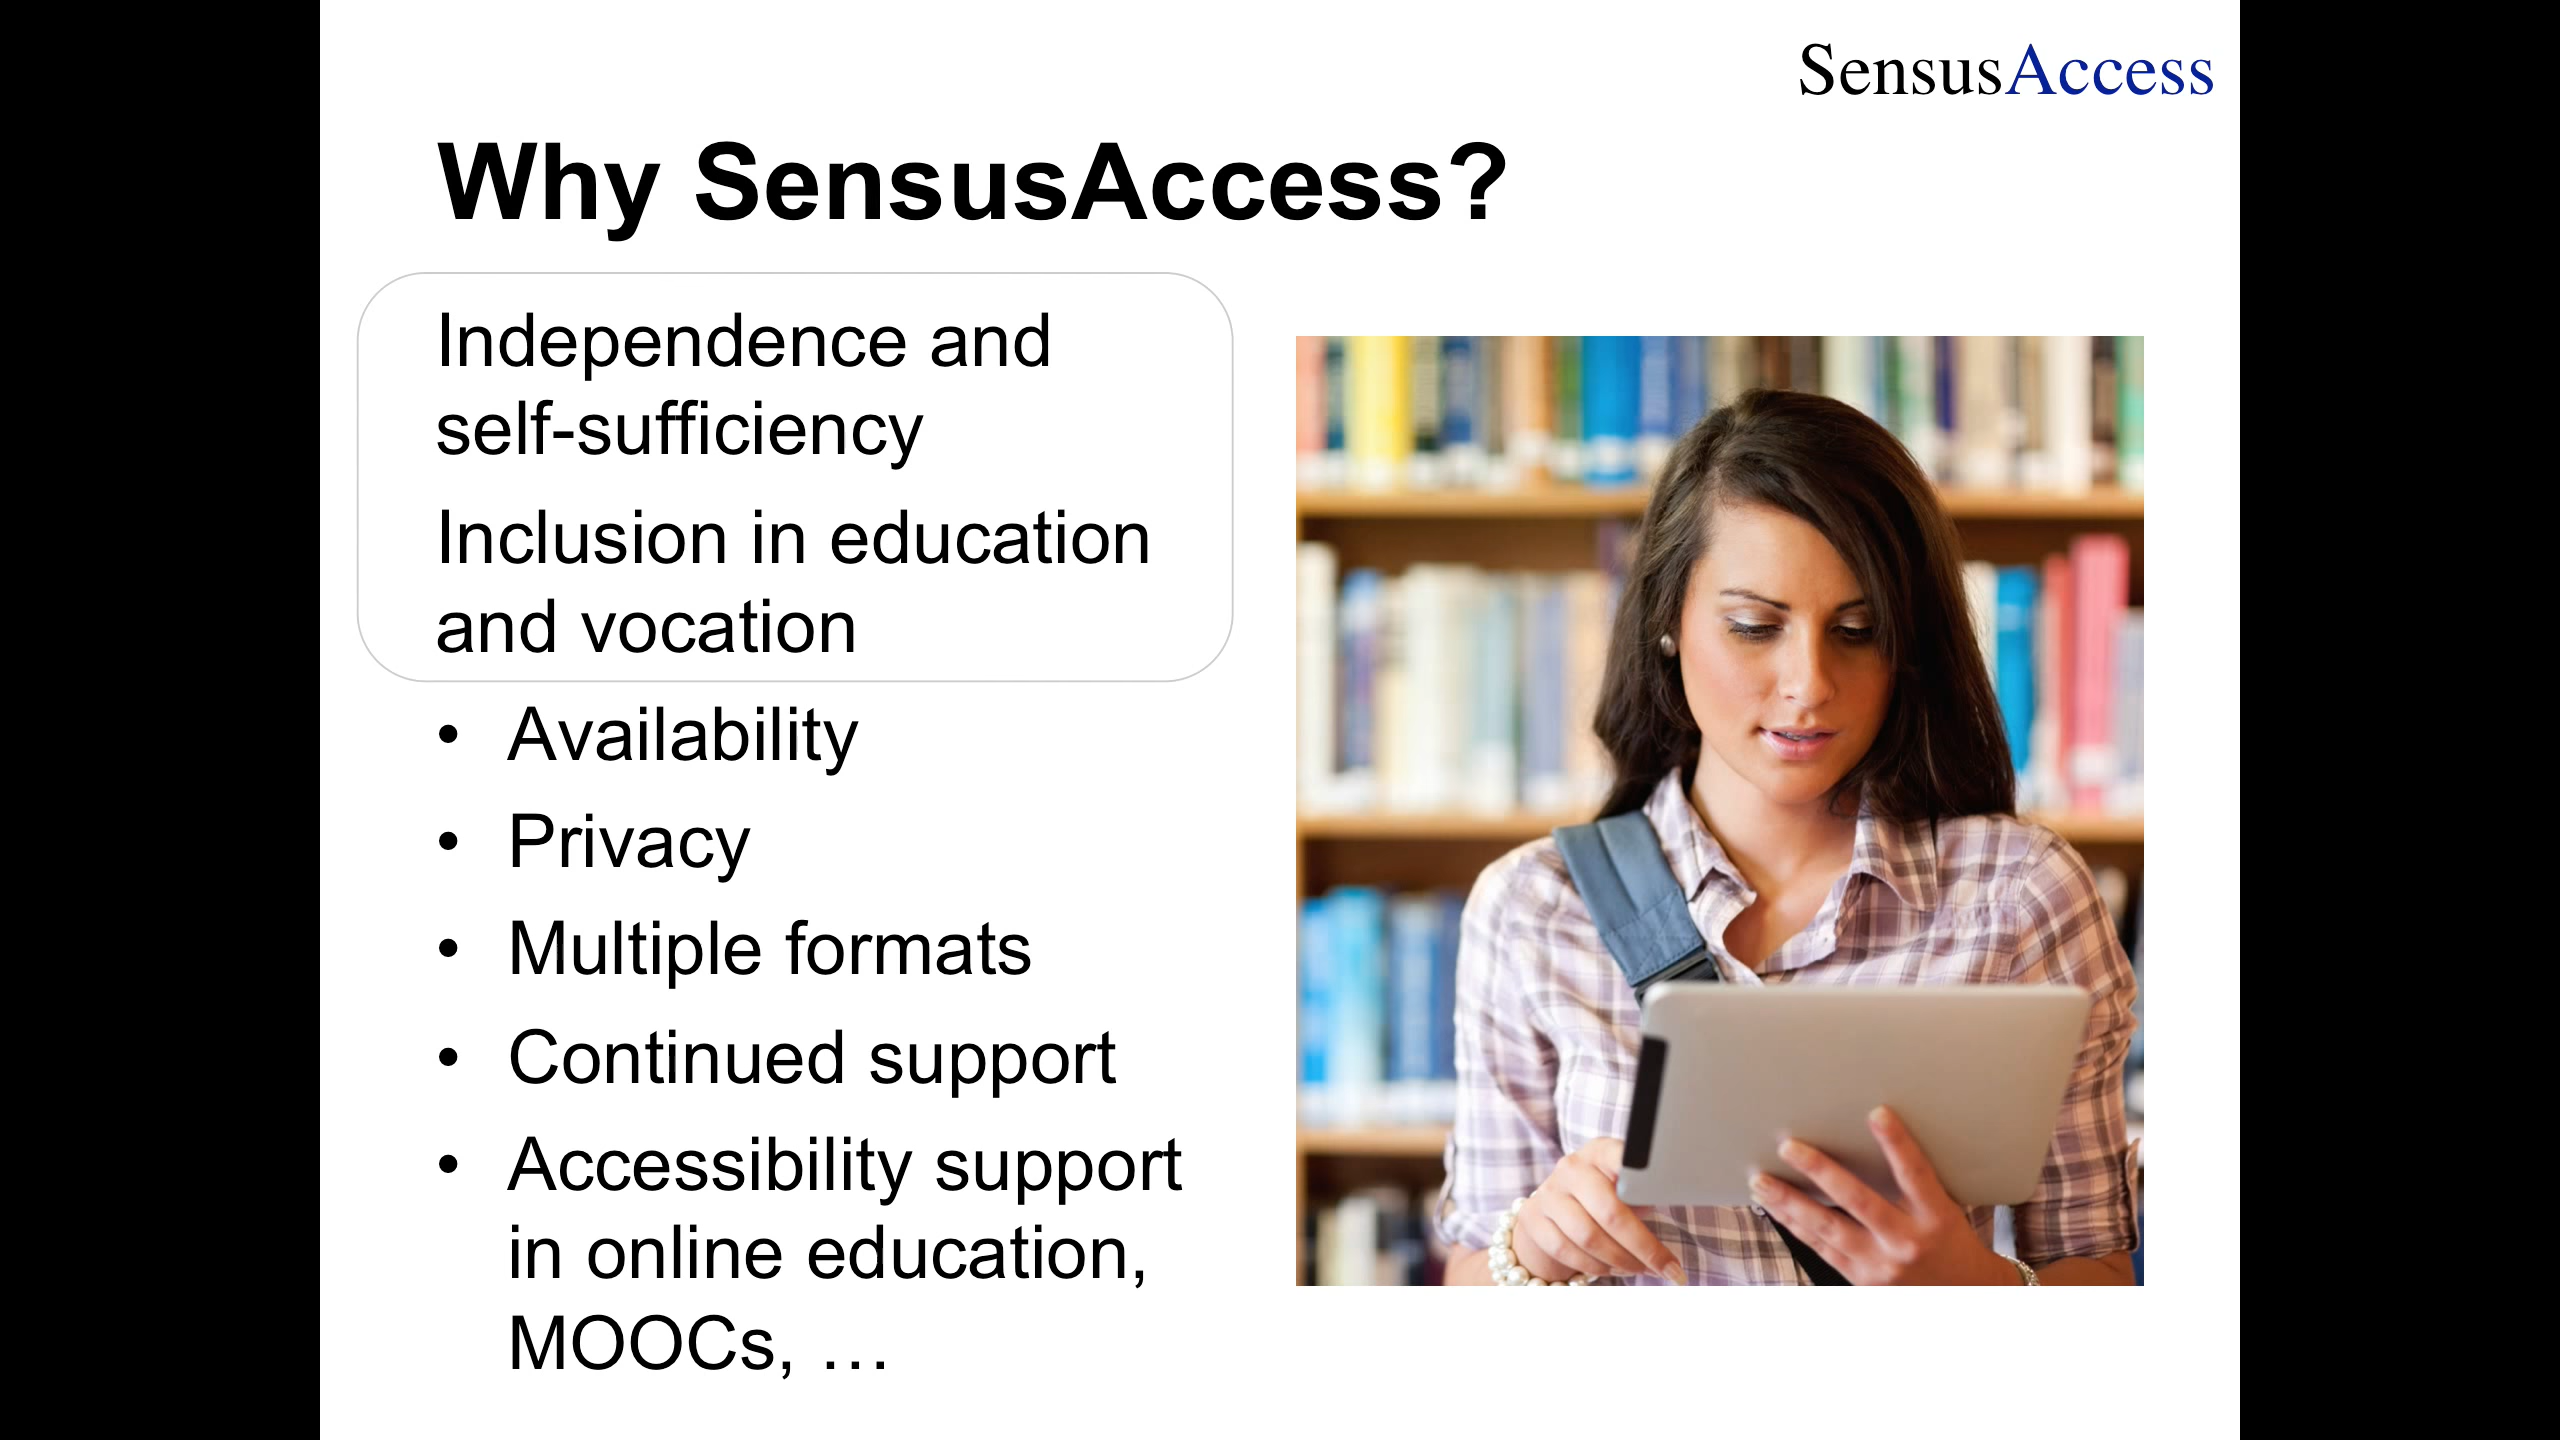 SensusAccess
Why SensusAccess?
Independence and
self-sufficiency
Inclusion in education
and vocation
• Availability
• Privacy
• Multiple formats
• Continued support
• Accessibility support
in online education,
MOOCs, …